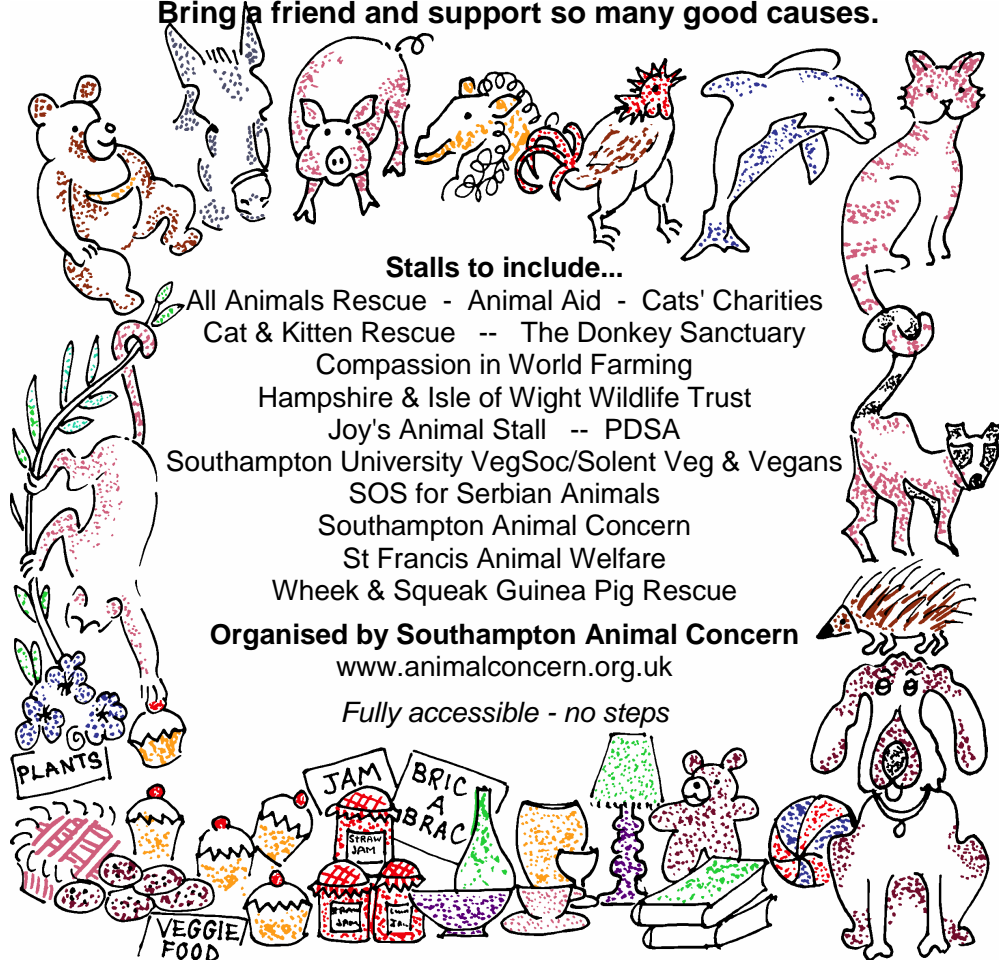 Bring a friend and support so many good causes.
Stalls to include...
All Animals Rescue - Animal Aid - Cats' Charities
Cat & Kitten Rescue -- The Donkey Sanctuary
Compassion in World Farming
Hampshire & Isle of Wight Wildlife Trust
Joy's Animal Stall -- PDSA
Southampton University VegSoc/Solent Veg & Vegans
SOS for Serbian Animals
Southampton Animal Concern
St Francis Animal Welfare
Wheek & Squeak Guinea Pig Rescue
Organised by Southampton Animal Concern
www.animalconcern.org.uk
Fully accessible - no steps
PLANTS
JAM
BRIC
A
BRAC
STRAW
JAM
JAM
VEGGIE
FOOD